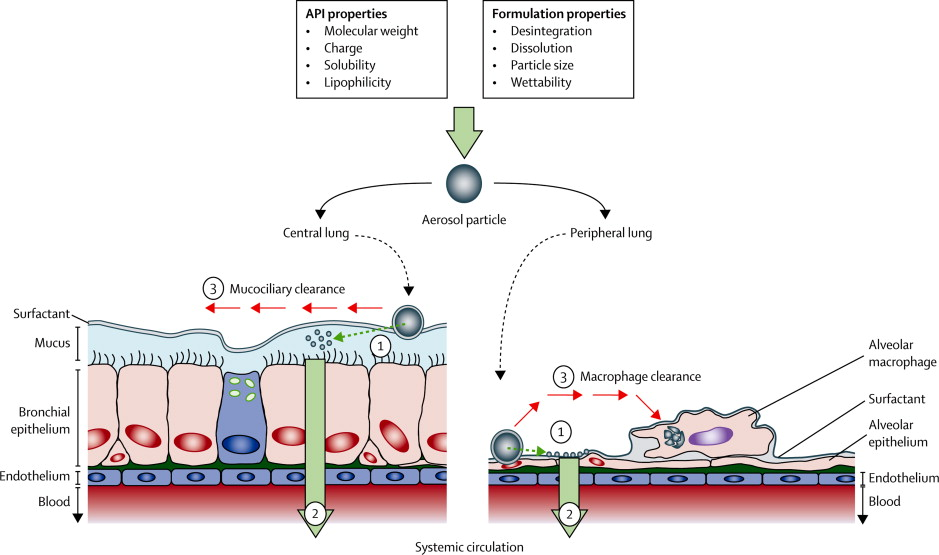 API properties
• Molecular weight
• Charge
• Solubility
• Lipophilicity
Formulation properties
• Desintegration
• Dissolution
• Particle size
• Wettability
Aerosol particle
Central lung
Peripheral lung
3 Mucociliary clearance
Surfactant
Mucus
1
Bronchial
epithelium
Endothelium
Blood
2
3 Macrophage clearance
1
Alveolar
macrophage
Surfactant
Alveolar
epithelium
Endothelium
Blood
2
Systemic circulation